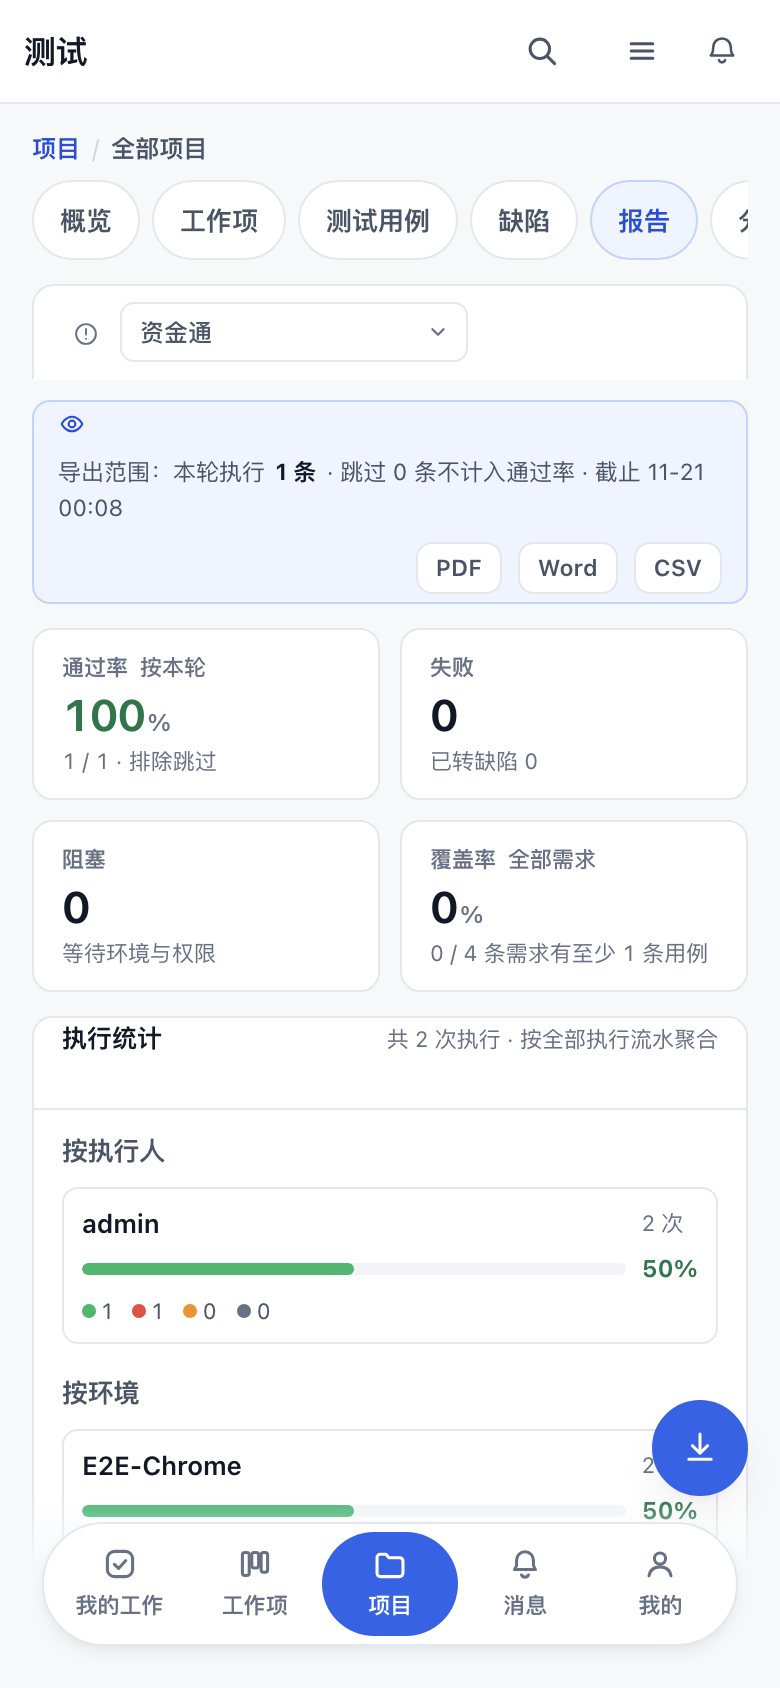 测试
项目 / 全部项目
概览 工作项 测试用例 缺陷 报告
资金通
导出范围：本轮执行 1 条 · 跳过 0 条不计入通过率 · 截止 11-21
00:08
PDF Word CSV
通过率 按本轮
100%
1 / 1 · 排除跳过
失败
0
已转缺陷 0
阻塞
0
等待环境与权限
覆盖率 全部需求
0%
0 / 4 条需求有至少 1 条用例
执行统计 共 2 次执行 · 按全部执行流水聚合
按执行人
admin 2 次
50%
1 1 0 0
按环境
E2E-Chrome 2
50%
我的工作 工作项 项目 消息 我的